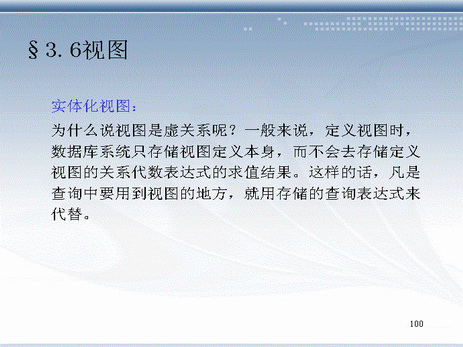 §3.6视图
实体化视图：
为什么说视图是虚关系呢？一般来说，定义视图时，
数据库系统只存储视图定义本身，而不会去存储定义
视图的关系代数表达式的求值结果。这样的话，凡是
查询中要用到视图的地方，就用存储的查询表达式来
代替。
100